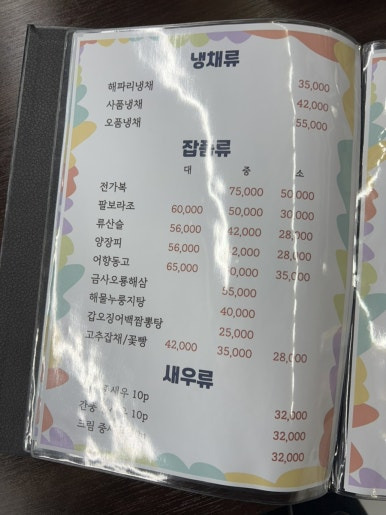 냉채류
해파리냉채 35,000
사품냉채 42,000
오품냉채 55,000
잡품류
대 중 소
전가복 75,000 50,000
팔보라조 60,000 50,000 30,000
류산슬 56,000 42,000 28,000
양장피 56,000 28,000
어향동고 65,000 35,000
금사오룡해삼 55,000
해물누룽지탕 40,000
갑오징어백짬뽕탕 25,000
고추잡채/꽃빵 42,000 35,000 28,000
새우류
10p 32,000
10p 32,000
32,000